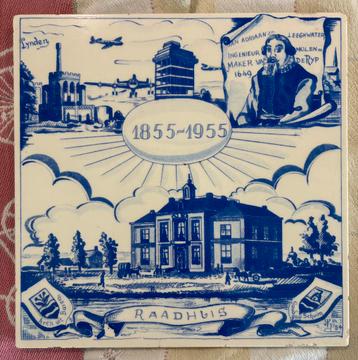 Lynden
JAN ADRIAANSZ LEEGHWATER
INGENIEUR MOLEN=
MAKER VAN DE RYP
1649
1855-1955
RAADHUIS